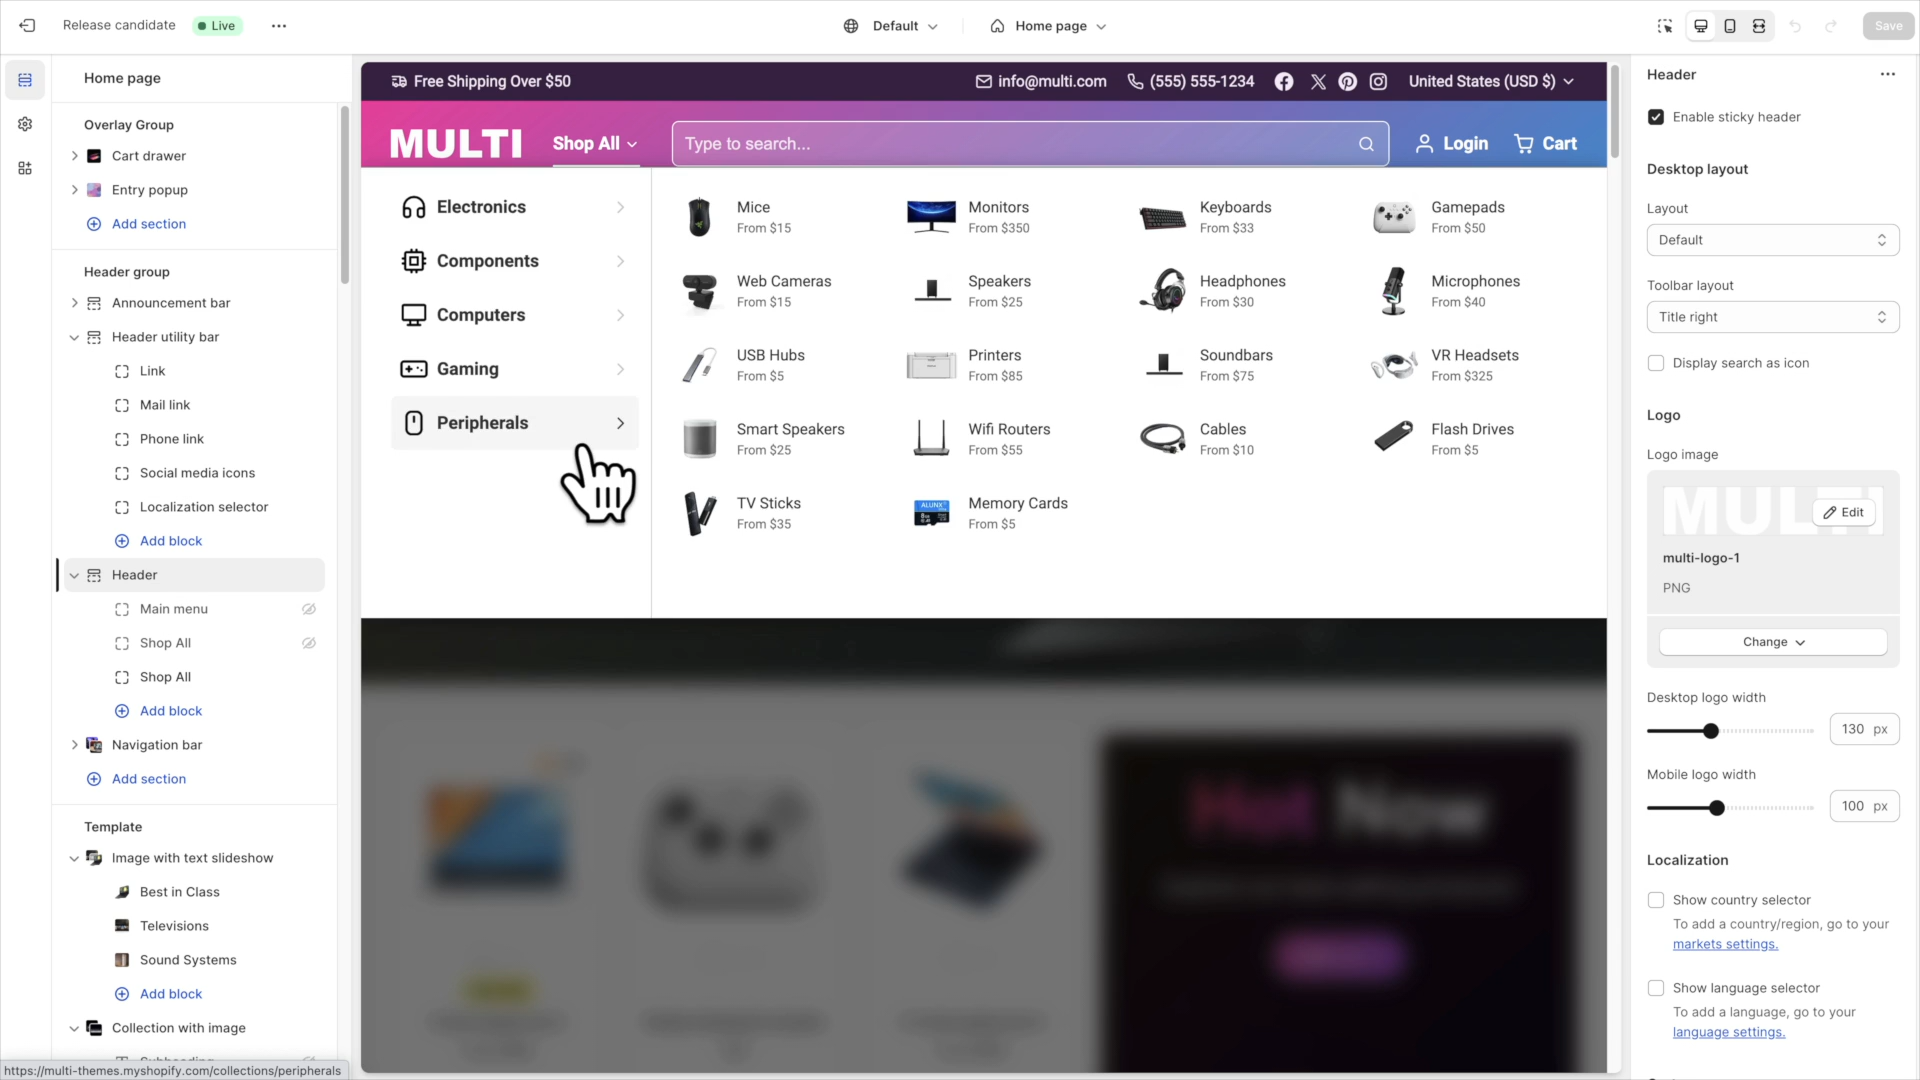 Release candidate
Live
Default
Home page
Save
Home page
Overlay Group
Cart drawer
Entry popup
Add section
Header group
Announcement bar
Header utility bar
Link
Mail link
Phone link
Social media icons
Localization selector
Add block
Header
Main menu
Shop All
Shop All
Add block
Navigation bar
Add section
Template
Image with text slideshow
Best in Class
Televisions
Sound Systems
Add block
Collection with image
https://multi-themes.myshopify.com/collections/peripherals
Free Shipping Over $50
info@multi.com
(555) 555-1234
United States (USD $)
MULTI
Shop All
Type to search...
Login
Cart
Electronics
Components
Computers
Gaming
Peripherals
Mice
From $15
Monitors
From $350
Keyboards
From $33
Gamepads
From $50
Web Cameras
From $15
Speakers
From $25
Headphones
From $30
Microphones
From $40
USB Hubs
From $5
Printers
From $85
Soundbars
From $75
VR Headsets
From $325
Smart Speakers
From $25
Wifi Routers
From $55
Cables
From $10
Flash Drives
From $5
TV Sticks
From $35
Memory Cards
From $5
Hot Now
Header
Enable sticky header
Desktop layout
Layout
Default
Toolbar layout
Title right
Display search as icon
Logo
Logo image
Edit
multi-logo-1
PNG
Change
Desktop logo width
130 px
Mobile logo width
100 px
Localization
Show country selector
To add a country/region, go to your
markets settings.
Show language selector
To add a language, go to your
language settings.